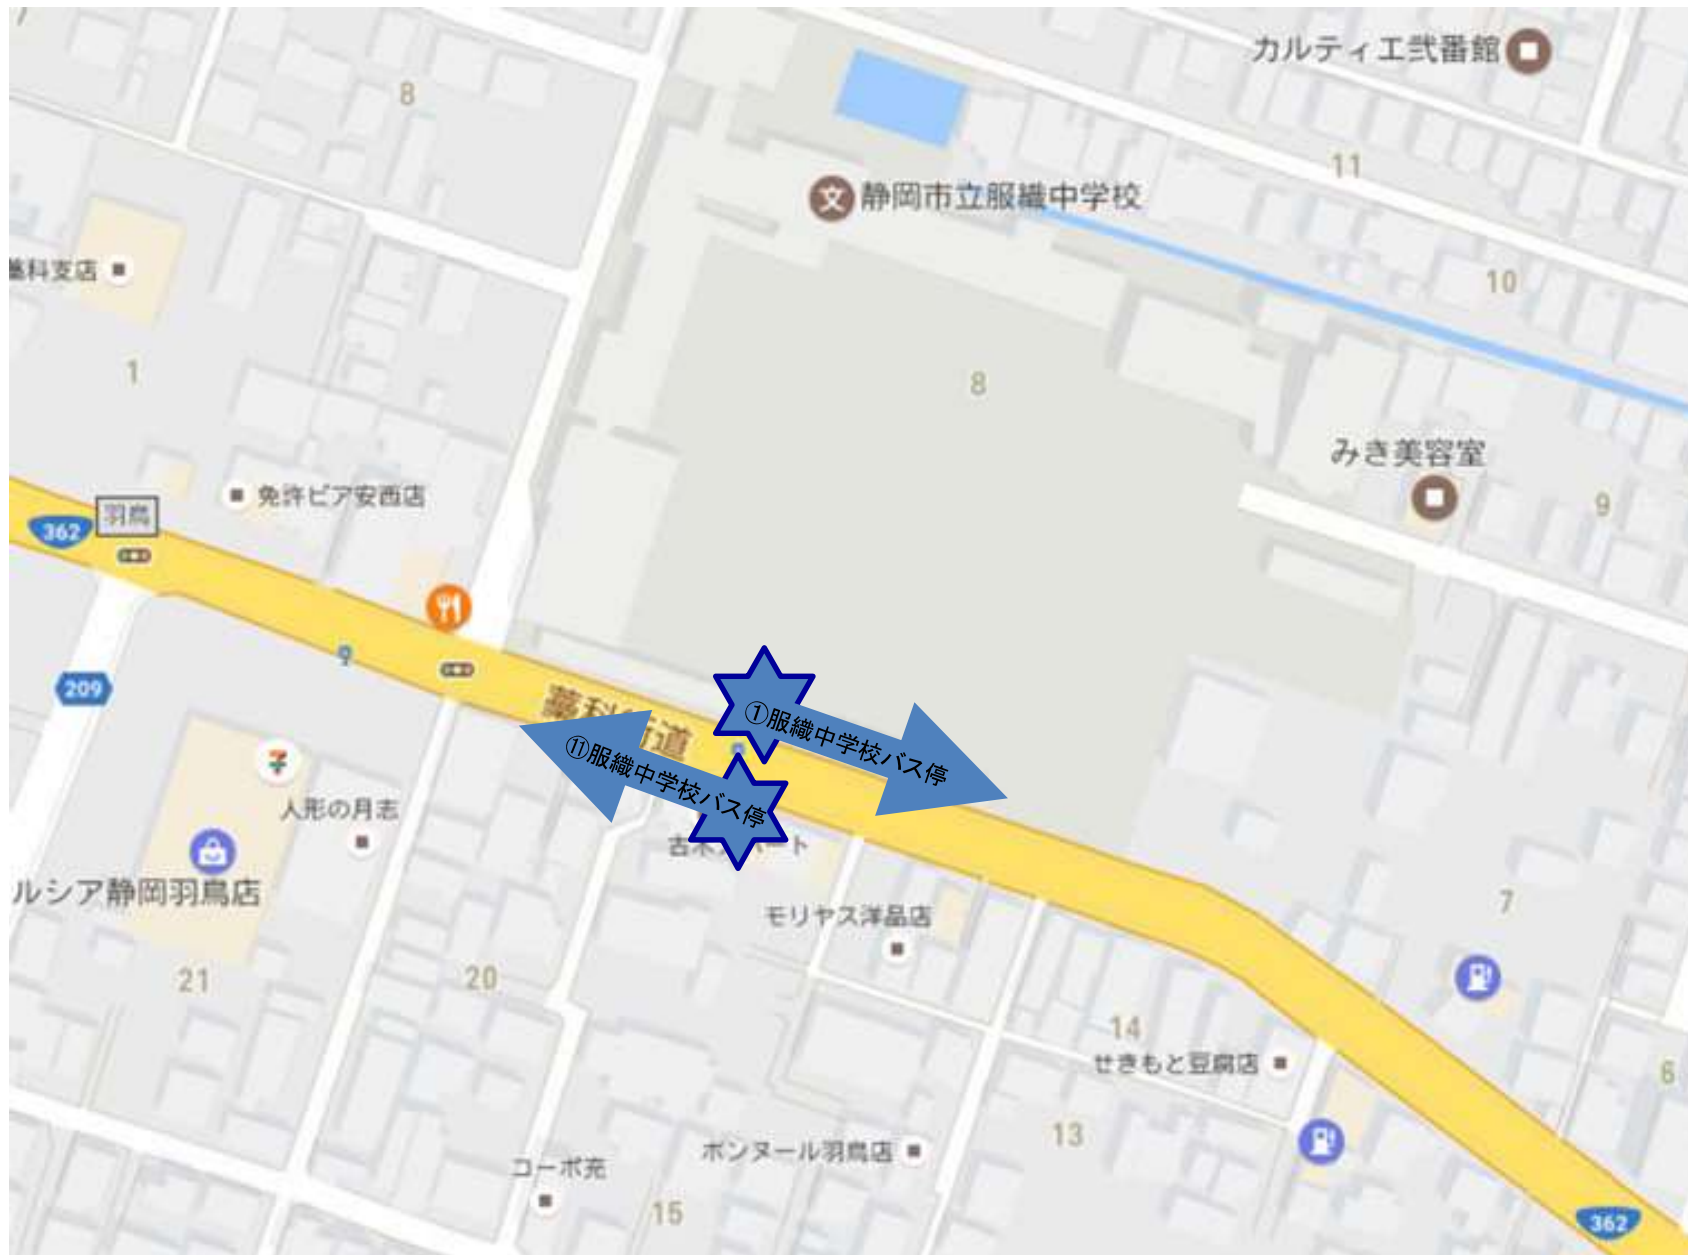 カルティエ弐番館
8
11
静岡市立服織中学校
10
科支店
1
8
みき美容室
免許ピア安西店
9
羽鳥
362
209
①服織中学校バス停
⑪服織中学校バス停
人形の月志
ルシア静岡羽鳥店
モリヤス洋品店
7
21
20
14
せきもと豆腐店
6
13
ボンヌール羽鳥店
コーポ充
15
362